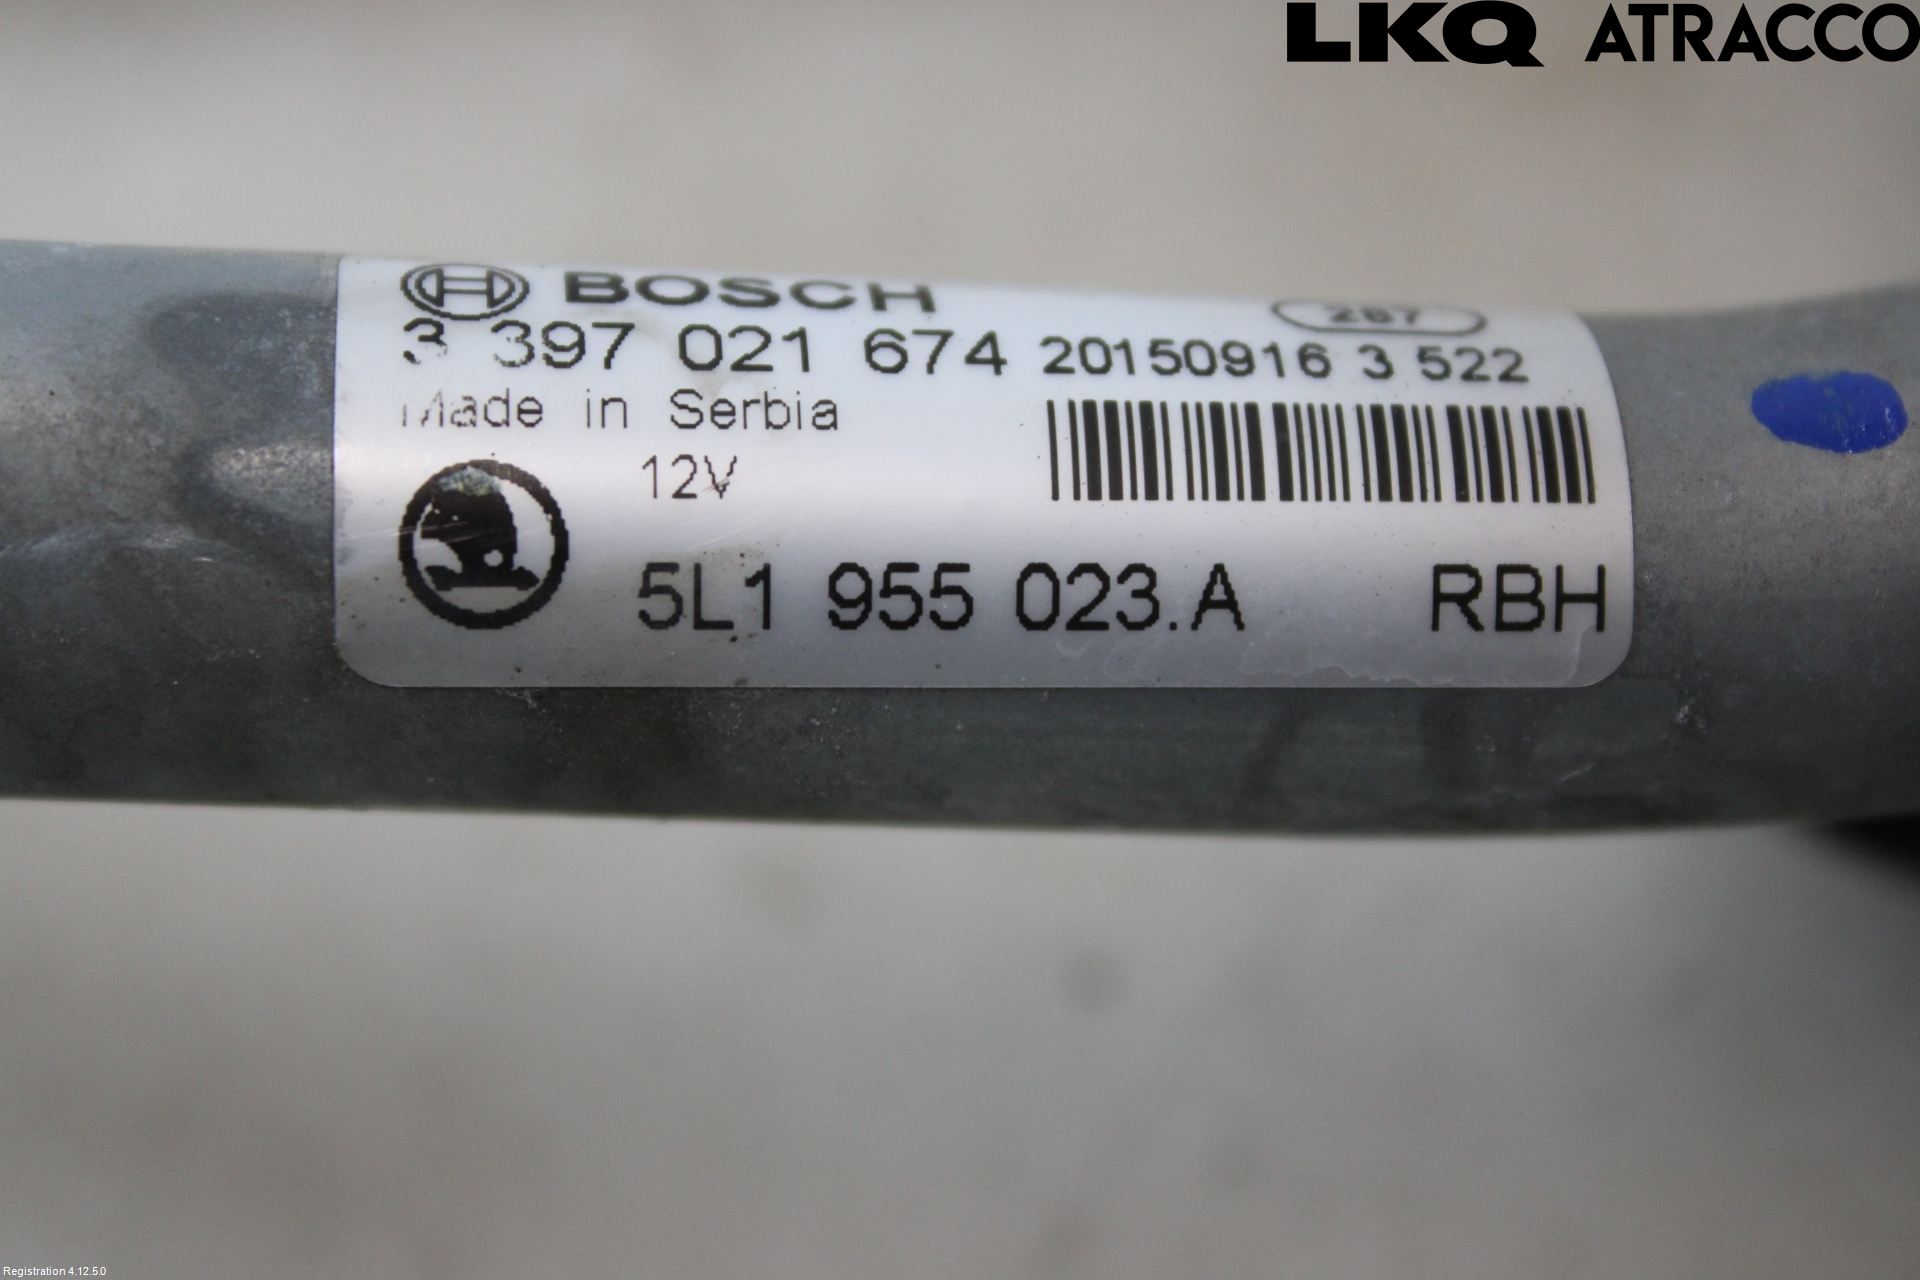 LKQ ATRACCO
BOSCH 287
3 397 021 674 20150916 3 522
Made in Serbia
12V
5L1 955 023.A RBH
Registration 4.12.5.0